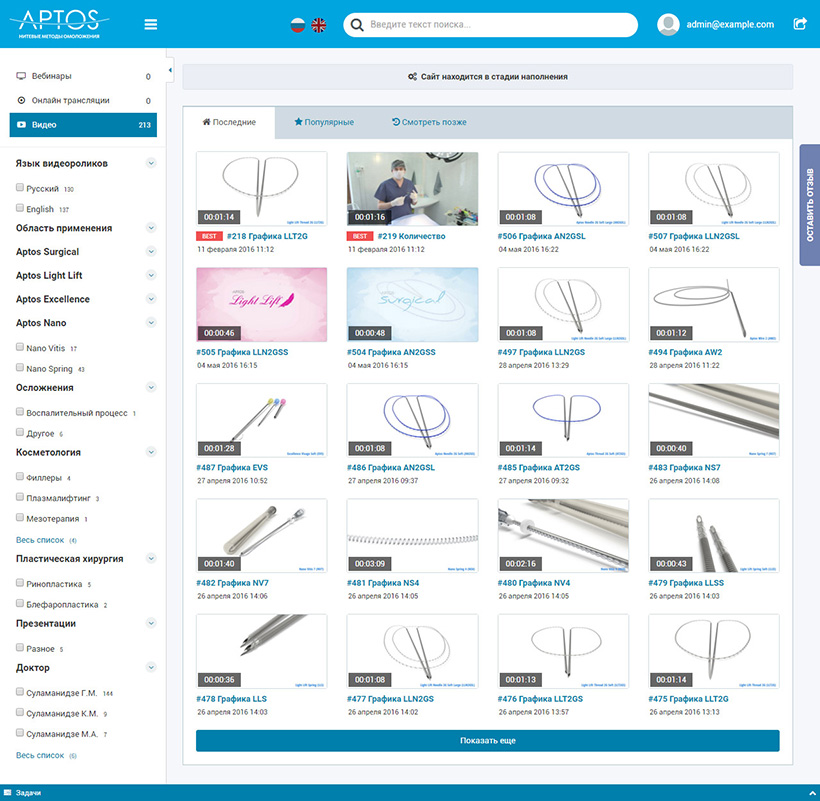 APTOS
НИТЕВЫЕ МЕТОДЫ ОМОЛОЖЕНИЯ
Введите текст поиска...
admin@example.com
Вебинары 0
Онлайн трансляции 0
Видео 213
Язык видеороликов
Русский 130
English 137
Область применения
Aptos Surgical
Aptos Light Lift
Aptos Excellence
Aptos Nano
Nano Vitis 17
Nano Spring 43
Осложнения
Воспалительный процесс 1
Другое 6
Косметология
Филлеры 4
Плазмалифтинг 3
Мезотерапия 1
Весь список (4)
Пластическая хирургия
Ринопластика 5
Блефаропластика 2
Презентации
Разное 5
Доктор
Суламанидзе Г.М. 144
Суламанидзе К.М. 9
Суламанидзе М.А. 7
Весь список (6)
Сайт находится в стадии наполнения
Последние Популярные Смотреть позже
00:01:14 00:01:16 00:01:08 00:01:08
BEST #218 Графика LLT2G BEST #219 Количество #506 Графика AN2GSL #507 Графика LLN2GSL
11 февраля 2016 11:12 11 февраля 2016 11:12 04 мая 2016 16:22 04 мая 2016 16:22
Light Lift
surgical
00:00:46 00:00:48 00:01:08 00:01:12
#505 Графика LLN2GSS #504 Графика AN2GSS #497 Графика LLN2GS #494 Графика AW2
04 мая 2016 16:15 04 мая 2016 16:15 28 апреля 2016 13:29 28 апреля 2016 11:22
00:01:28 00:01:08 00:01:14 00:00:40
#487 Графика EVS #486 Графика AN2GSL #485 Графика AT2GS #483 Графика NS7
27 апреля 2016 10:52 27 апреля 2016 09:37 27 апреля 2016 09:32 26 апреля 2016 14:08
00:01:40 00:03:09 00:02:16 00:00:43
#482 Графика NV7 #481 Графика NS4 #480 Графика NV4 #479 Графика LLSS
26 апреля 2016 14:06 26 апреля 2016 14:05 26 апреля 2016 14:05 26 апреля 2016 14:03
00:00:36 00:01:08 00:01:13 00:01:14
#478 Графика LLS #477 Графика LLN2GS #476 Графика LLT2GS #475 Графика LLT2G
26 апреля 2016 14:03 26 апреля 2016 14:02 26 апреля 2016 13:57 26 апреля 2016 13:13
Показать еще
ОСТАВИТЬ ОТЗЫВ
Задачи